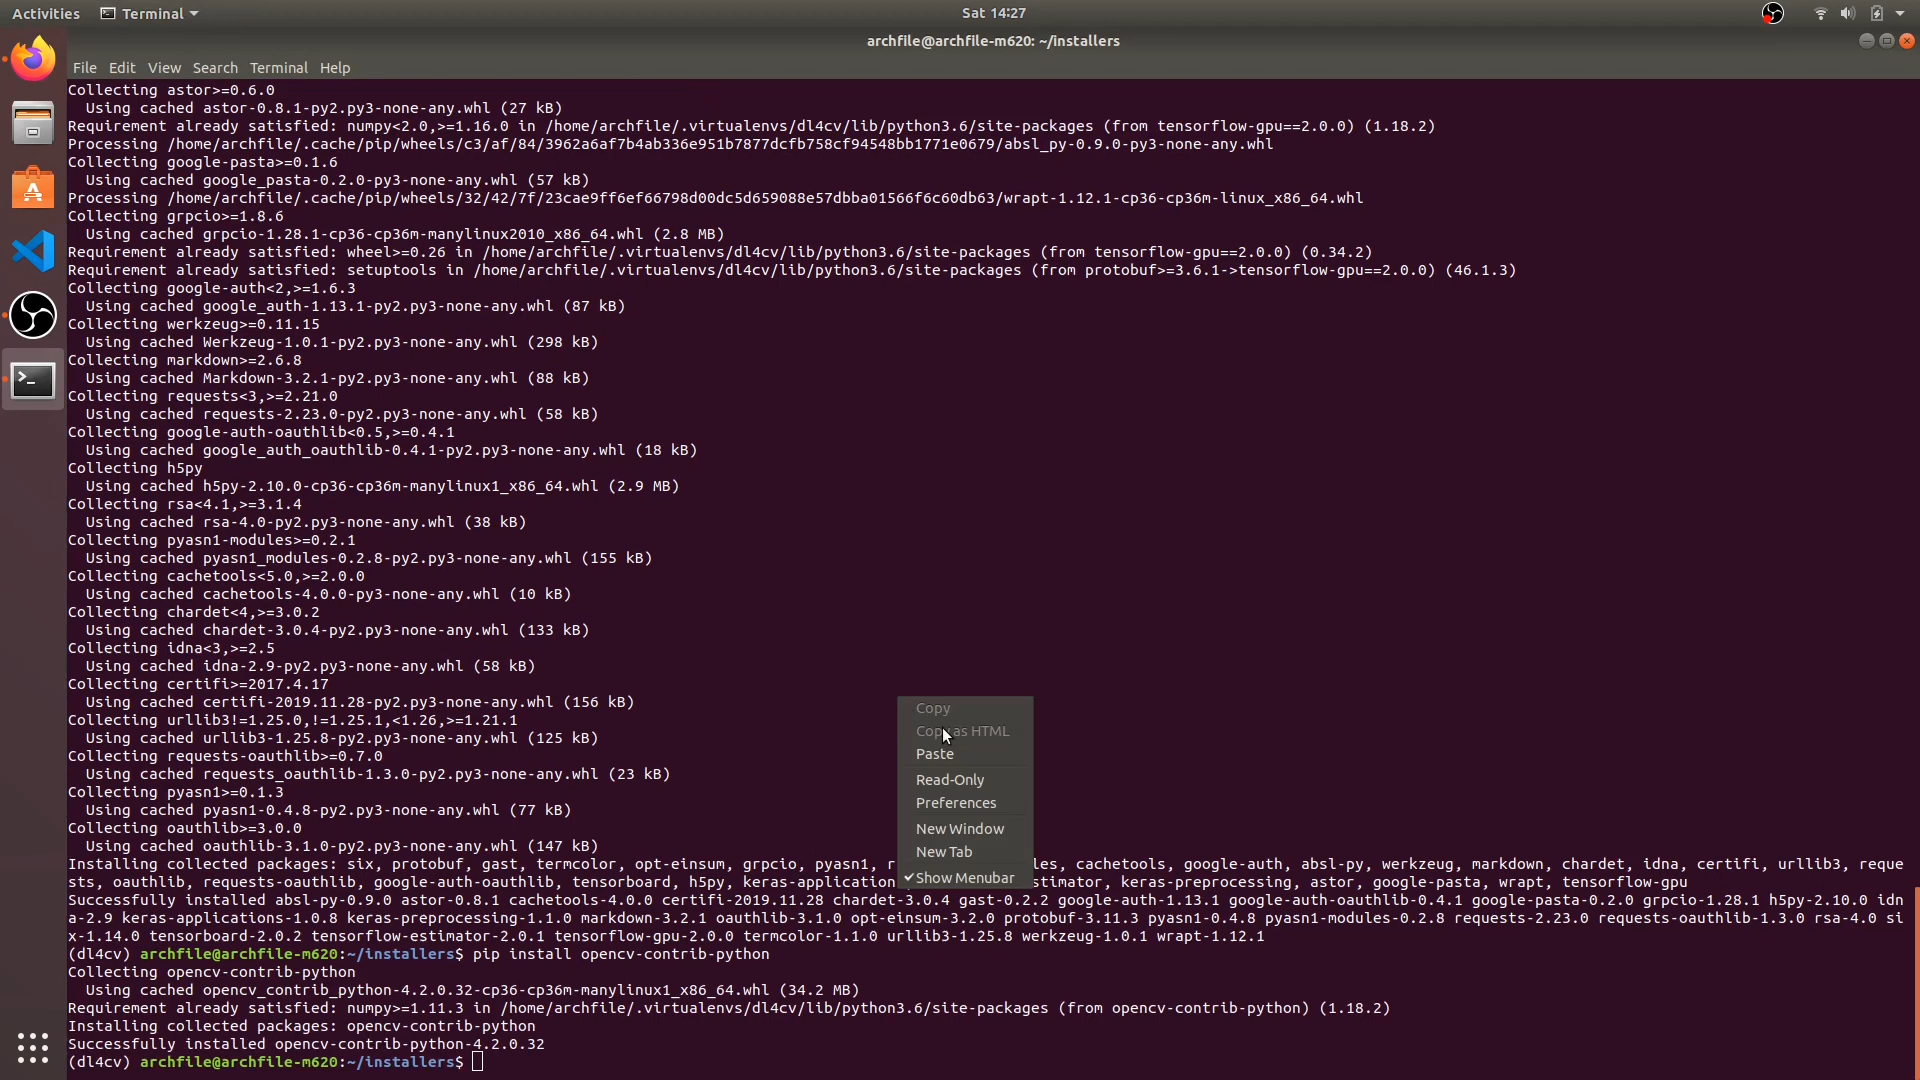 Activities Terminal Sat 14:27
archfile@archfile-m620: ~/installers
File Edit View Search Terminal Help
Collecting astor>=0.6.0
  Using cached astor-0.8.1-py2.py3-none-any.whl (27 kB)
Requirement already satisfied: numpy<2.0,>=1.16.0 in /home/archfile/.virtualenvs/dl4cv/lib/python3.6/site-packages (from tensorflow-gpu==2.0.0) (1.18.2)
Processing /home/archfile/.cache/pip/wheels/c3/af/84/3962a6af7b4ab336e951b7877dcfb758cf94548bb1771e0679/absl_py-0.9.0-py3-none-any.whl
Collecting google-pasta>=0.1.6
  Using cached google_pasta-0.2.0-py3-none-any.whl (57 kB)
Processing /home/archfile/.cache/pip/wheels/32/42/7f/23cae9ff6ef66798d00dc5d659088e57dbba01566f6c60db63/wrapt-1.12.1-cp36-cp36m-linux_x86_64.whl
Collecting grpcio>=1.8.6
  Using cached grpcio-1.28.1-cp36-cp36m-manylinux2010_x86_64.whl (2.8 MB)
Requirement already satisfied: wheel>=0.26 in /home/archfile/.virtualenvs/dl4cv/lib/python3.6/site-packages (from tensorflow-gpu==2.0.0) (0.34.2)
Requirement already satisfied: setuptools in /home/archfile/.virtualenvs/dl4cv/lib/python3.6/site-packages (from protobuf>=3.6.1->tensorflow-gpu==2.0.0) (46.1.3)
Collecting google-auth<2,>=1.6.3
  Using cached google_auth-1.13.1-py2.py3-none-any.whl (87 kB)
Collecting werkzeug>=0.11.15
  Using cached Werkzeug-1.0.1-py2.py3-none-any.whl (298 kB)
Collecting markdown>=2.6.8
  Using cached Markdown-3.2.1-py2.py3-none-any.whl (88 kB)
Collecting requests<3,>=2.21.0
  Using cached requests-2.23.0-py2.py3-none-any.whl (58 kB)
Collecting google-auth-oauthlib<0.5,>=0.4.1
  Using cached google_auth_oauthlib-0.4.1-py2.py3-none-any.whl (18 kB)
Collecting h5py
  Using cached h5py-2.10.0-cp36-cp36m-manylinux1_x86_64.whl (2.9 MB)
Collecting rsa<4.1,>=3.1.4
  Using cached rsa-4.0-py2.py3-none-any.whl (38 kB)
Collecting pyasn1-modules>=0.2.1
  Using cached pyasn1_modules-0.2.8-py2.py3-none-any.whl (155 kB)
Collecting cachetools<5.0,>=2.0.0
  Using cached cachetools-4.0.0-py3-none-any.whl (10 kB)
Collecting chardet<4,>=3.0.2
  Using cached chardet-3.0.4-py2.py3-none-any.whl (133 kB)
Collecting idna<3,>=2.5
  Using cached idna-2.9-py2.py3-none-any.whl (58 kB)
Collecting certifi>=2017.4.17
  Using cached certifi-2019.11.28-py2.py3-none-any.whl (156 kB)
Collecting urllib3!=1.25.0,!=1.25.1,<1.26,>=1.21.1
  Using cached urllib3-1.25.8-py2.py3-none-any.whl (125 kB)
Collecting requests-oauthlib>=0.7.0
  Using cached requests_oauthlib-1.3.0-py2.py3-none-any.whl (23 kB)
Collecting pyasn1>=0.1.3
  Using cached pyasn1-0.4.8-py2.py3-none-any.whl (77 kB)
Collecting oauthlib>=3.0.0
  Using cached oauthlib-3.1.0-py2.py3-none-any.whl (147 kB)
Installing collected packages: six, protobuf, gast, termcolor, opt-einsum, grpcio, pyasn1, r les, cachetools, google-auth, absl-py, werkzeug, markdown, chardet, idna, certifi, urllib3, reque
sts, oauthlib, requests-oauthlib, google-auth-oauthlib, tensorboard, h5py, keras-application stimator, keras-preprocessing, astor, google-pasta, wrapt, tensorflow-gpu
Successfully installed absl-py-0.9.0 astor-0.8.1 cachetools-4.0.0 certifi-2019.11.28 chardet-3.0.4 gast-0.2.2 google-auth-1.13.1 google-auth-oauthlib-0.4.1 google-pasta-0.2.0 grpcio-1.28.1 h5py-2.10.0 idn
a-2.9 keras-applications-1.0.8 keras-preprocessing-1.1.0 markdown-3.2.1 oauthlib-3.1.0 opt-einsum-3.2.0 protobuf-3.11.3 pyasn1-0.4.8 pyasn1-modules-0.2.8 requests-2.23.0 requests-oauthlib-1.3.0 rsa-4.0 si
x-1.14.0 tensorboard-2.0.2 tensorflow-estimator-2.0.1 tensorflow-gpu-2.0.0 termcolor-1.1.0 urllib3-1.25.8 werkzeug-1.0.1 wrapt-1.12.1
(dl4cv) archfile@archfile-m620:~/installers$ pip install opencv-contrib-python
Collecting opencv-contrib-python
  Using cached opencv_contrib_python-4.2.0.32-cp36-cp36m-manylinux1_x86_64.whl (34.2 MB)
Requirement already satisfied: numpy>=1.11.3 in /home/archfile/.virtualenvs/dl4cv/lib/python3.6/site-packages (from opencv-contrib-python) (1.18.2)
Installing collected packages: opencv-contrib-python
Successfully installed opencv-contrib-python-4.2.0.32
(dl4cv) archfile@archfile-m620:~/installers$
Copy
Copy as HTML
Paste
Read-Only
Preferences
New Window
New Tab
✓Show Menubar